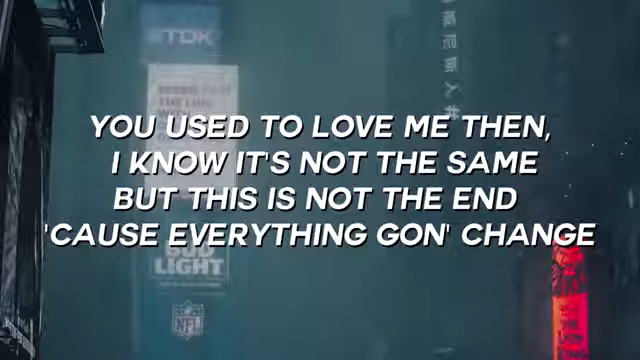 TDK
YOU USED TO LOVE ME THEN,
I KNOW IT'S NOT THE SAME
BUT THIS IS NOT THE END
'CAUSE EVERYTHING GON' CHANGE
BUD
LIGHT
NFL